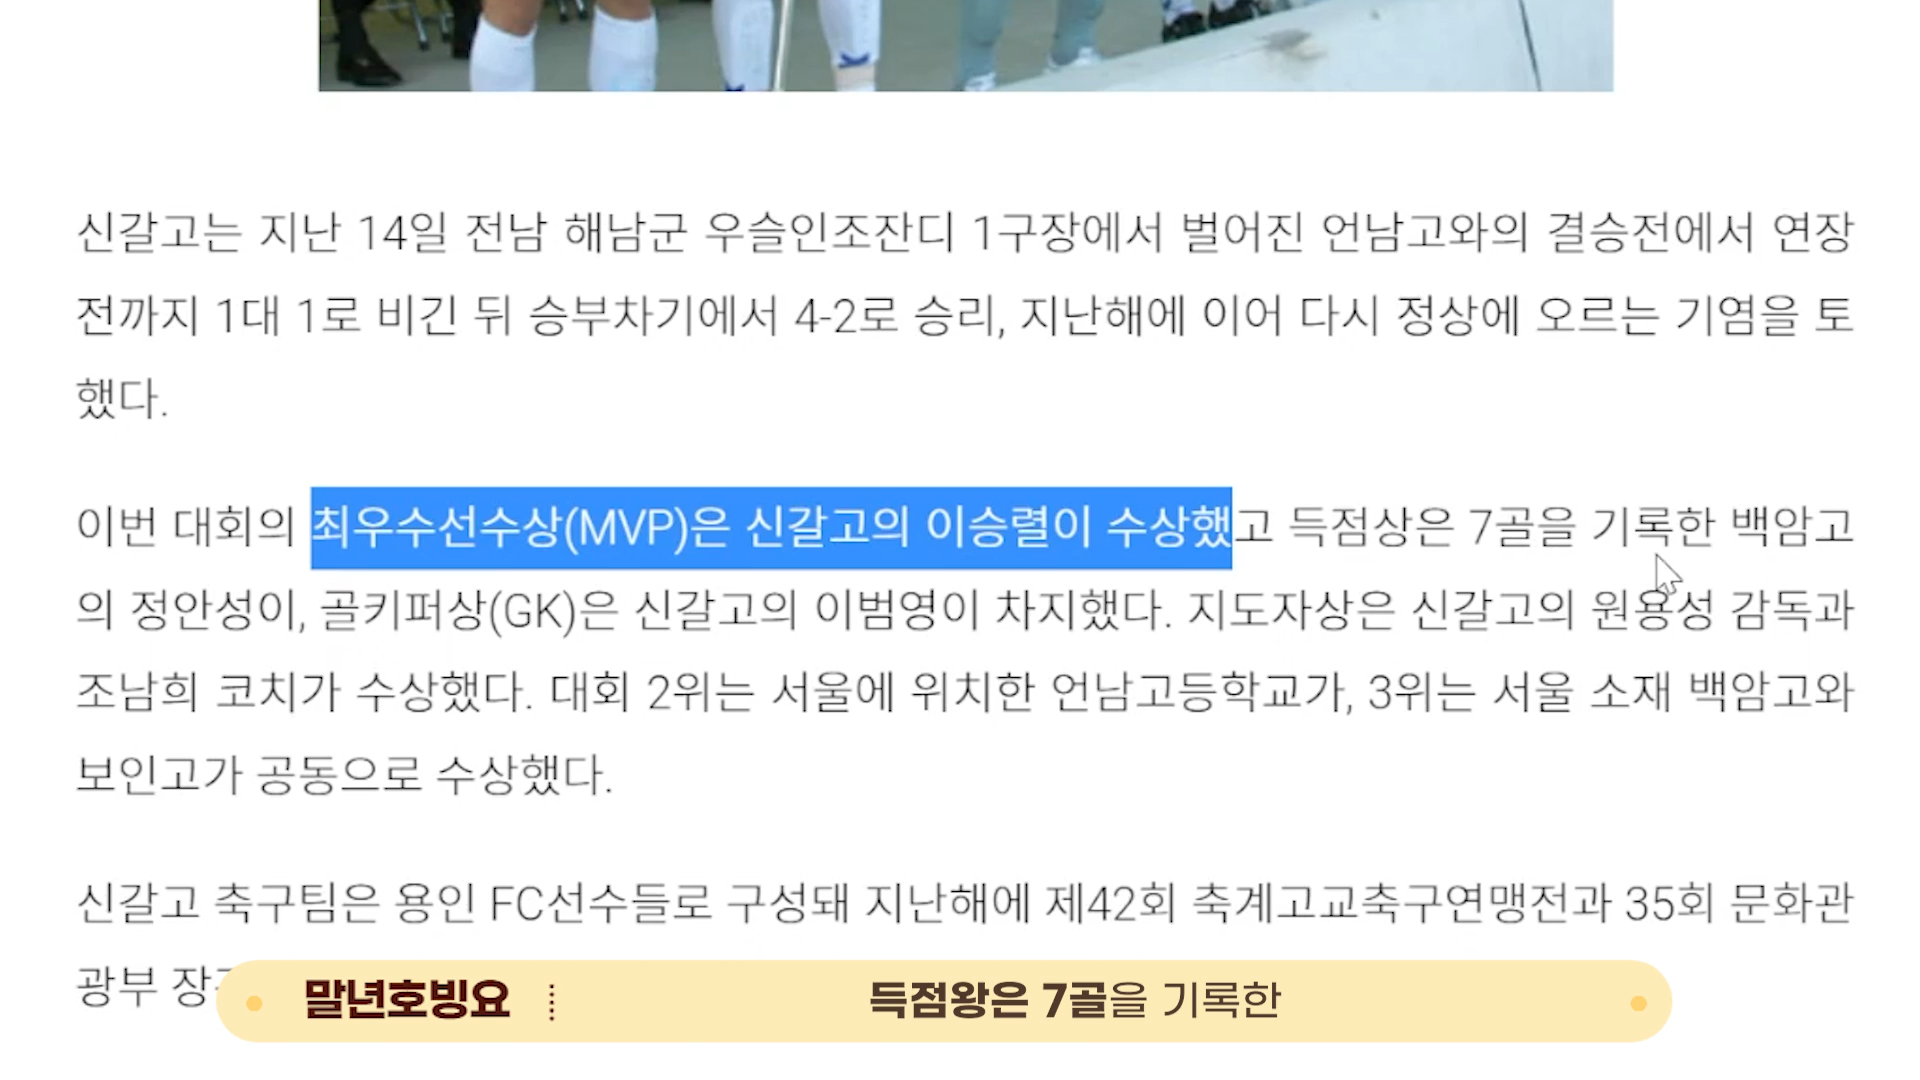 신갈고는 지난 14일 전남 해남군 우슬인조잔디 1구장에서 벌어진 언남고와의 결승전에서 연장
전까지 1대 1로 비긴 뒤 승부차기에서 4-2로 승리, 지난해에 이어 다시 정상에 오르는 기염을 토
했다.
이번 대회의 최우수선수상(MVP)은 신갈고의 이승렬이 수상했고 득점상은 7골을 기록한 백암고
의 정안성이, 골키퍼상(GK)은 신갈고의 이범영이 차지했다. 지도자상은 신갈고의 원용성 감독과
조남희 코치가 수상했다. 대회 2위는 서울에 위치한 언남고등학교가, 3위는 서울 소재 백암고와
보인고가 공동으로 수상했다.
신갈고 축구팀은 용인 FC선수들로 구성돼 지난해에 제42회 축계고교축구연맹전과 35회 문화관
광부 장
말년호빙요 득점왕은 7골을 기록한